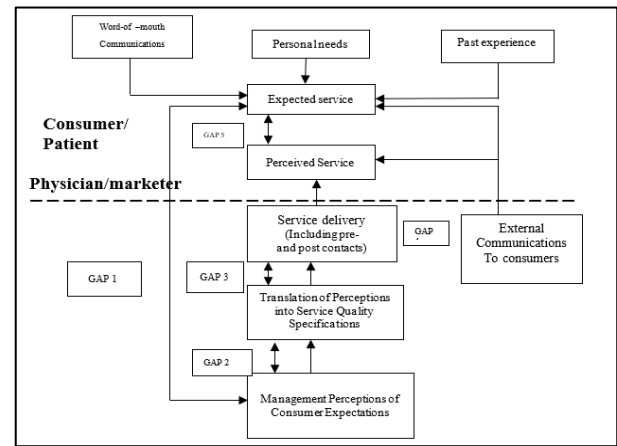 Word-of –mouth
Communications
Personal needs
Past experience
Expected service
Consumer/
Patient
GAP 5
Perceived Service
Physician/marketer
Service delivery
(Including pre-
and post contacts)
GAP
External
Communications
To consumers
GAP 1
GAP 3
Translation of Perceptions
into Service Quality
Specifications
GAP 2
Management Perceptions of
Consumer Expectations